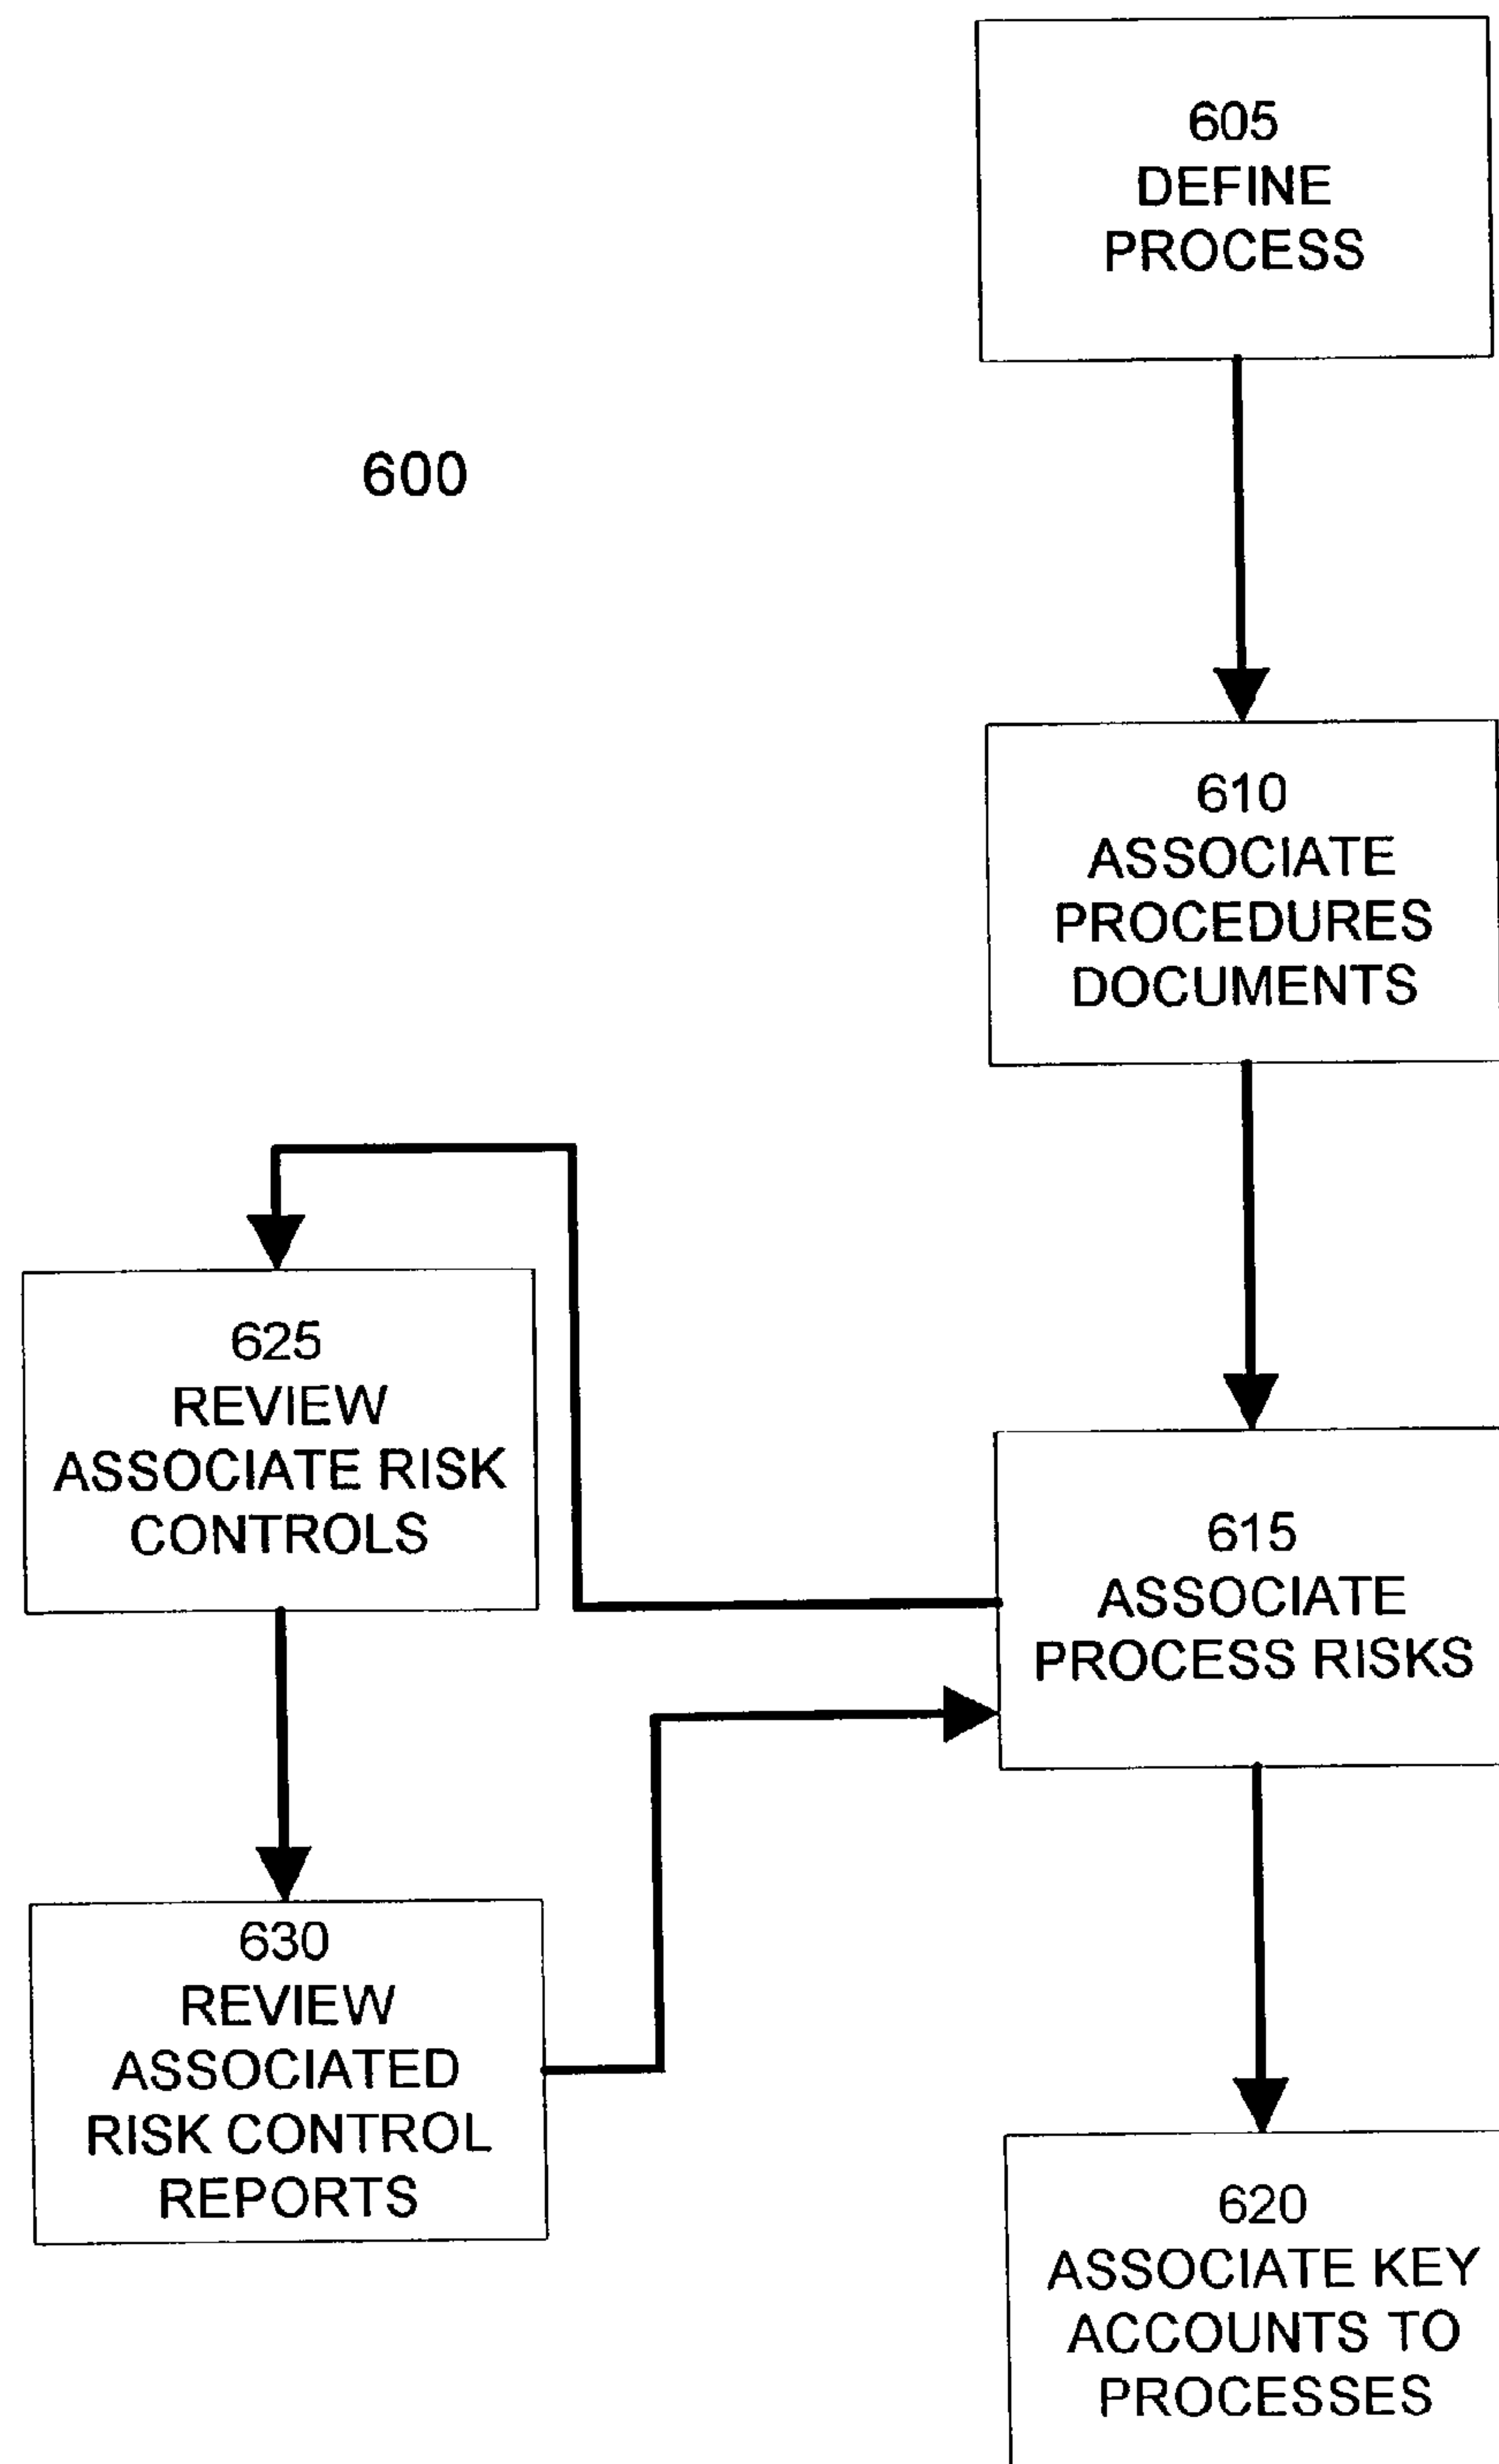 605
DEFINE
PROCESS
600
610
ASSOCIATE
PROCEDURES
DOCUMENTS
625
REVIEW
ASSOCIATE RISK
CONTROLS
615
ASSOCIATE
PROCESS RISKS
630
REVIEW
ASSOCIATED
RISK CONTROL
REPORTS
620
ASSOCIATE KEY
ACCOUNTS TO
PROCESSES